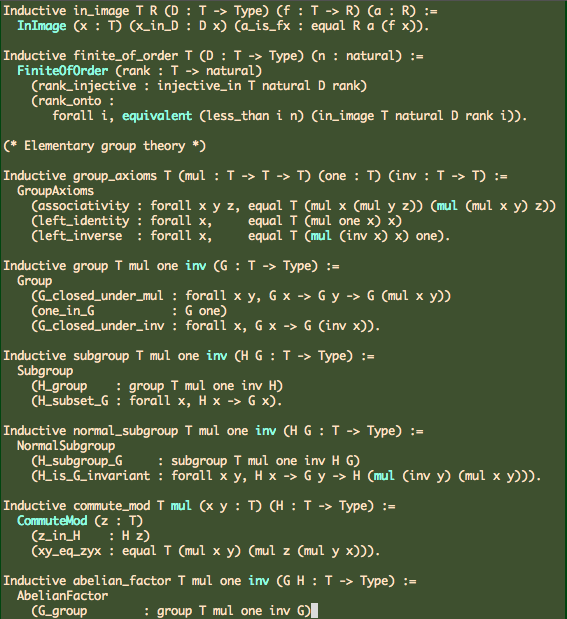 Inductive in_image T R (D : T -> Type) (f : T -> R) (a : R) :=
InImage (x : T) (x_in_D : D x) (a_is_fx : equal R a (f x)).
Inductive finite_of_order T (D : T -> Type) (n : natural) :=
FiniteOfOrder (rank : T -> natural)
(rank_injective : injective_in T natural D rank)
(rank_onto :
forall i, equivalent (less_than i n) (in_image T natural D rank i)).
(* Elementary group theory *)
Inductive group_axioms T (mul : T -> T -> T) (one : T) (inv : T -> T) :=
GroupAxioms
(associativity : forall x y z, equal T (mul x (mul y z)) (mul (mul x y) z))
(left_identity : forall x, equal T (mul one x) x)
(left_inverse : forall x, equal T (mul (inv x) x) one).
Inductive group T mul one inv (G : T -> Type) :=
Group
(G_closed_under_mul : forall x y, G x -> G y -> G (mul x y))
(one_in_G : G one)
(G_closed_under_inv : forall x, G x -> G (inv x)).
Inductive subgroup T mul one inv (H G : T -> Type) :=
Subgroup
(H_group : group T mul one inv H)
(H_subset_G : forall x, H x -> G x).
Inductive normal_subgroup T mul one inv (H G : T -> Type) :=
NormalSubgroup
(H_subgroup_G : subgroup T mul one inv H G)
(H_is_G_invariant : forall x y, H x -> G y -> H (mul (inv y) (mul x y))).
Inductive commute_mod T mul (x y : T) (H : T -> Type) :=
CommuteMod (z : T)
(z_in_H : H z)
(xy_eq_zyx : equal T (mul x y) (mul z (mul y x))).
Inductive abelian_factor T mul one inv (G H : T -> Type) :=
AbelianFactor
(G_group : group T mul one inv G)